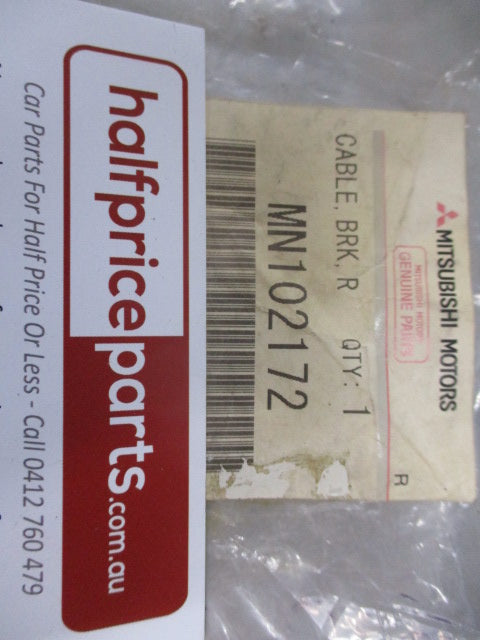 MITSUBISHI MOTORS
MITSUBISHI MOTORS
GENUINE PARTS
R
CABLE, BRK, R QTY: 1
MN102172
halfpriceparts.com.au
Car Parts For Half Price Or Less - Call 0412 760 479